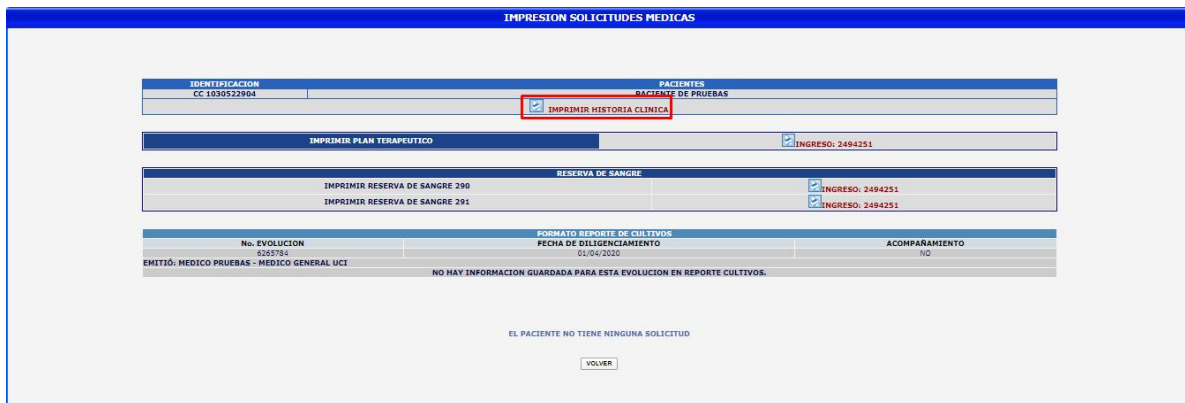 IMPRESION SOLICITUDES MEDICAS
IDENTIFICACION PACIENTES
CC 1030522904 PACIENTE DE PRUEBAS
IMPRIMIR HISTORIA CLINICA
IMPRIMIR PLAN TERAPEUTICO INGRESO: 2494251
RESERVA DE SANGRE
IMPRIMIR RESERVA DE SANGRE 290 INGRESO: 2494251
IMPRIMIR RESERVA DE SANGRE 291 INGRESO: 2494251
FORMATO REPORTE DE CULTIVOS
No. EVOLUCION FECHA DE DILIGENCIAMIENTO ACOMPAÑAMIENTO
6265784 01/04/2020 NO
EMITIÓ: MEDICO PRUEBAS - MEDICO GENERAL UCI
NO HAY INFORMACION GUARDADA PARA ESTA EVOLUCION EN REPORTE CULTIVOS.
EL PACIENTE NO TIENE NINGUNA SOLICITUD
VOLVER